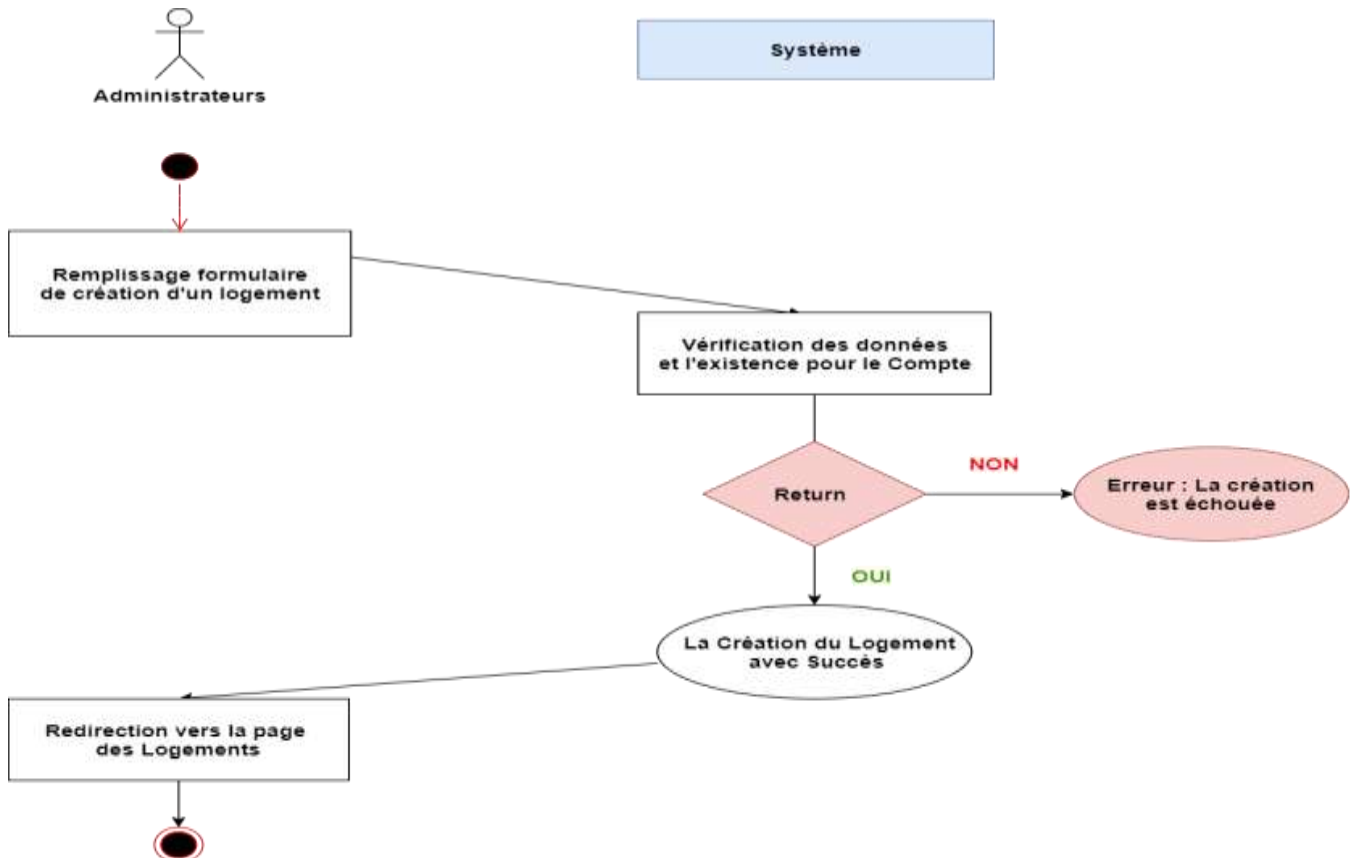 Système
Administrateurs
Remplissage formulaire
de création d'un logement
Vérification des données
et l'existence pour le Compte
Return
NON
Erreur : La création
est échouée
OUI
La Création du Logement
avec Succès
Redirection vers la page
des Logements